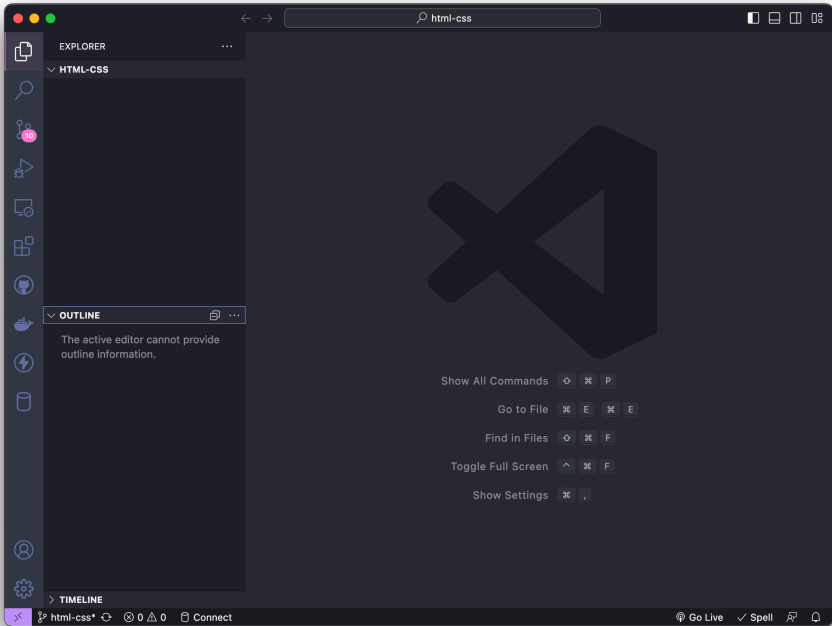 html-css
EXPLORER
HTML-CSS
10
OUTLINE
The active editor cannot provide
outline information.
Show All Commands ⇧ ⌘ P
Go to File ⌘ E ⌘ E
Find in Files ⇧ ⌘ F
Toggle Full Screen ^ ⌘ F
Show Settings ⌘ ,
TIMELINE
html-css* 0 0 Connect Go Live Spell